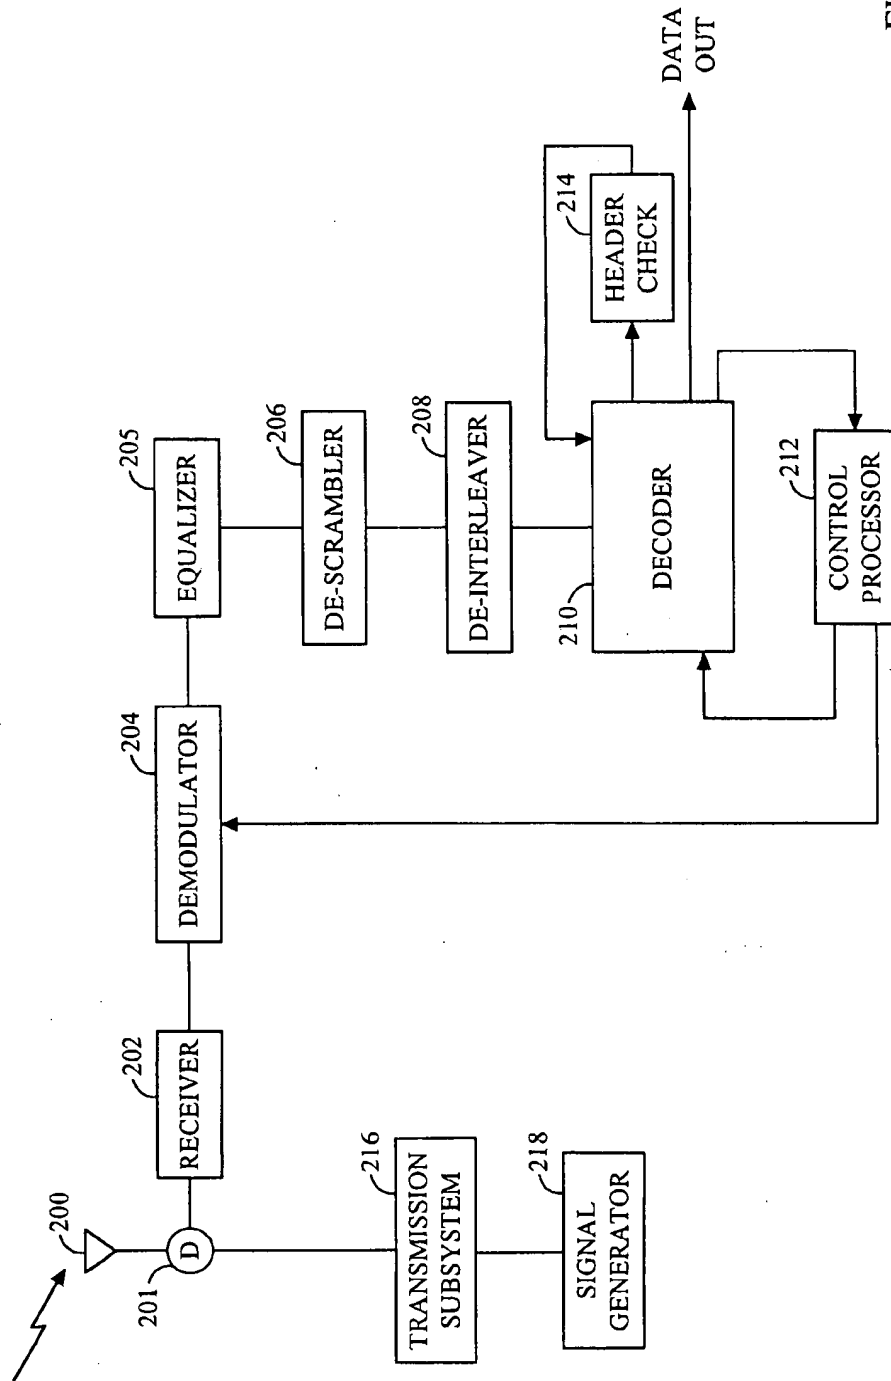 200
D
201
202
RECEIVER
204
DEMODULATOR
205
EQUALIZER
206
DE-SCRAMBLER
208
DE-INTERLEAVER
210
DECODER
214
HEADER
CHECK
DATA
OUT
212
CONTROL
PROCESSOR
216
TRANSMISSION
SUBSYSTEM
218
SIGNAL
GENERATOR